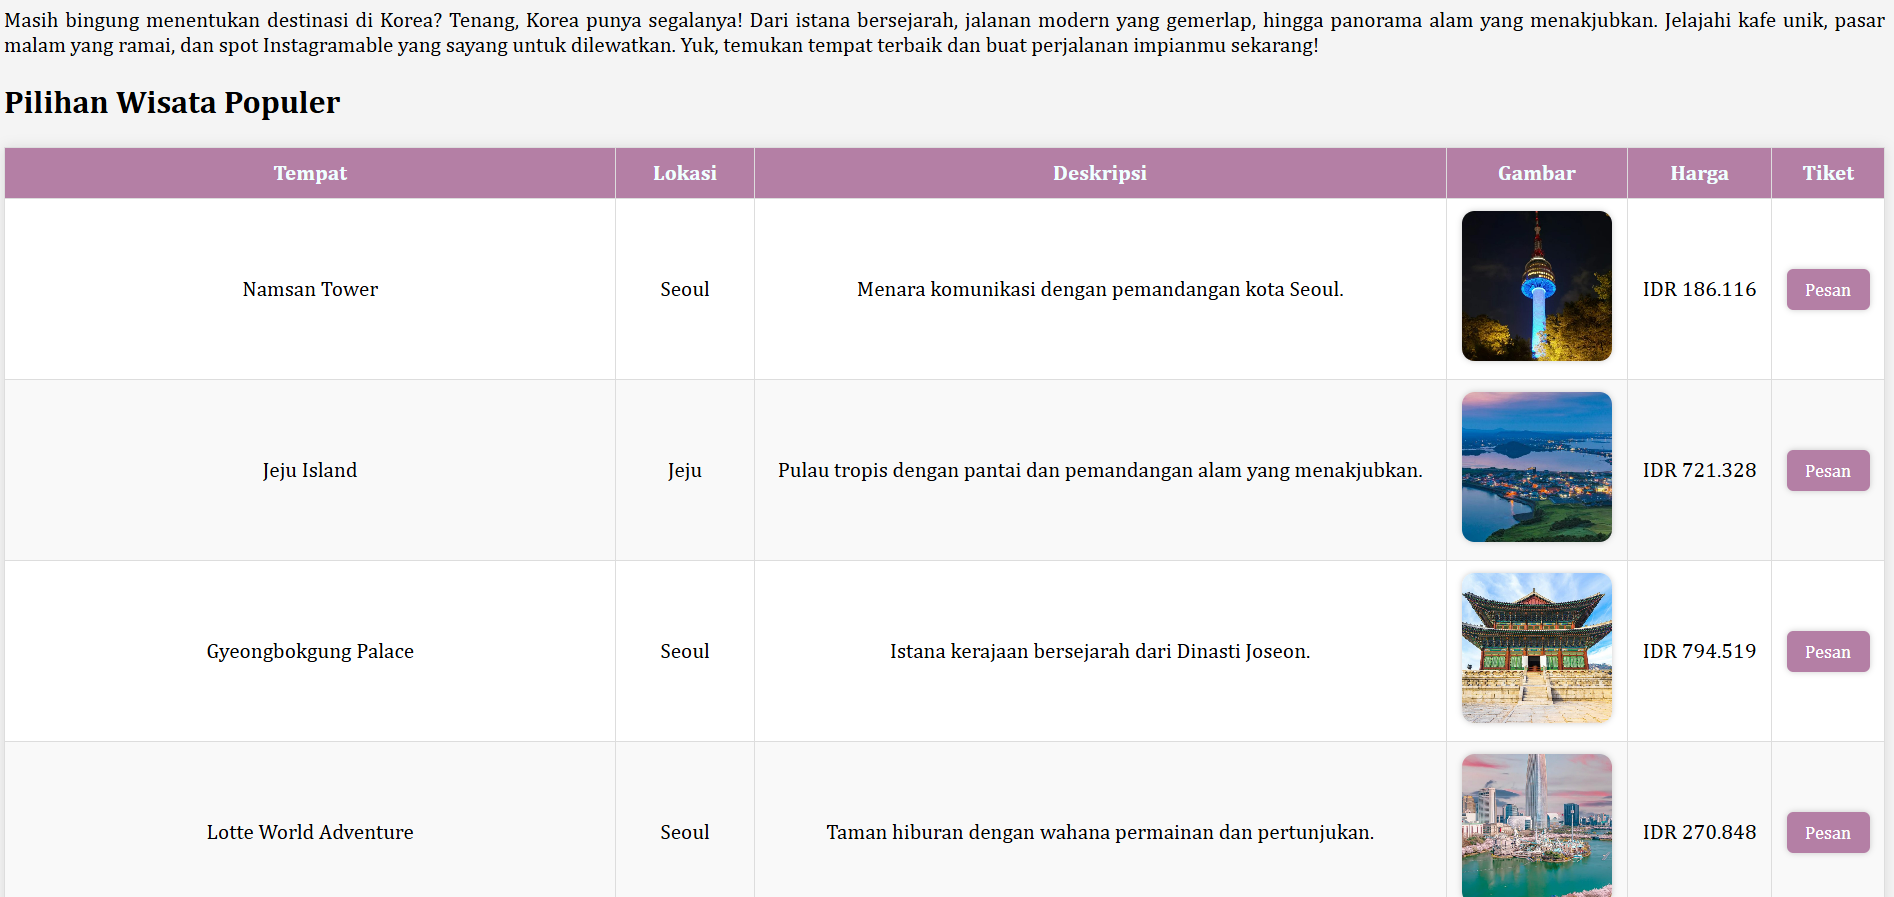 Masih bingung menentukan destinasi di Korea? Tenang, Korea punya segalanya! Dari istana bersejarah, jalanan modern yang gemerlap, hingga panorama alam yang menakjubkan. Jelajahi kafe unik, pasar
malam yang ramai, dan spot Instagramable yang sayang untuk dilewatkan. Yuk, temukan tempat terbaik dan buat perjalanan impianmu sekarang!
Pilihan Wisata Populer
Tempat Lokasi Deskripsi Gambar Harga Tiket
Namsan Tower Seoul Menara komunikasi dengan pemandangan kota Seoul. IDR 186.116 Pesan
Jeju Island Jeju Pulau tropis dengan pantai dan pemandangan alam yang menakjubkan. IDR 721.328 Pesan
Gyeongbokgung Palace Seoul Istana kerajaan bersejarah dari Dinasti Joseon. IDR 794.519 Pesan
Lotte World Adventure Seoul Taman hiburan dengan wahana permainan dan pertunjukan. IDR 270.848 Pesan